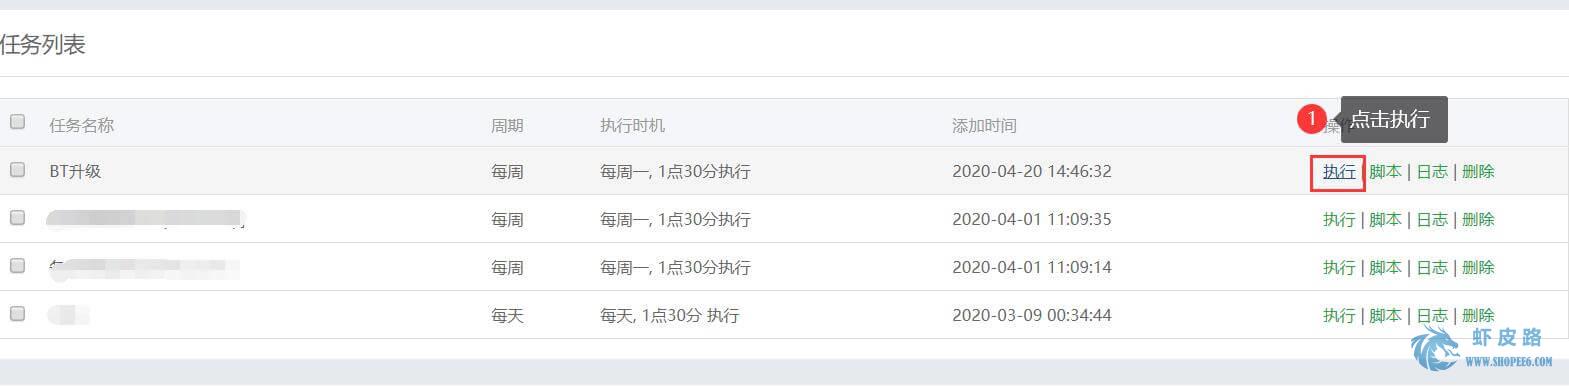 任务列表
任务名称 周期 执行时机 添加时间 操作
1 点击执行
BT升级 每周 每周一, 1点30分执行 2020-04-20 14:46:32 执行 | 脚本 | 日志 | 删除
每周 每周一, 1点30分执行 2020-04-01 11:09:35 执行 | 脚本 | 日志 | 删除
每周 每周一, 1点30分执行 2020-04-01 11:09:14 执行 | 脚本 | 日志 | 删除
每天 每天, 1点30分 执行 2020-03-09 00:34:44 执行 | 脚本 | 日志 | 删除
虾皮路
WWW.SHOPEE6.COM